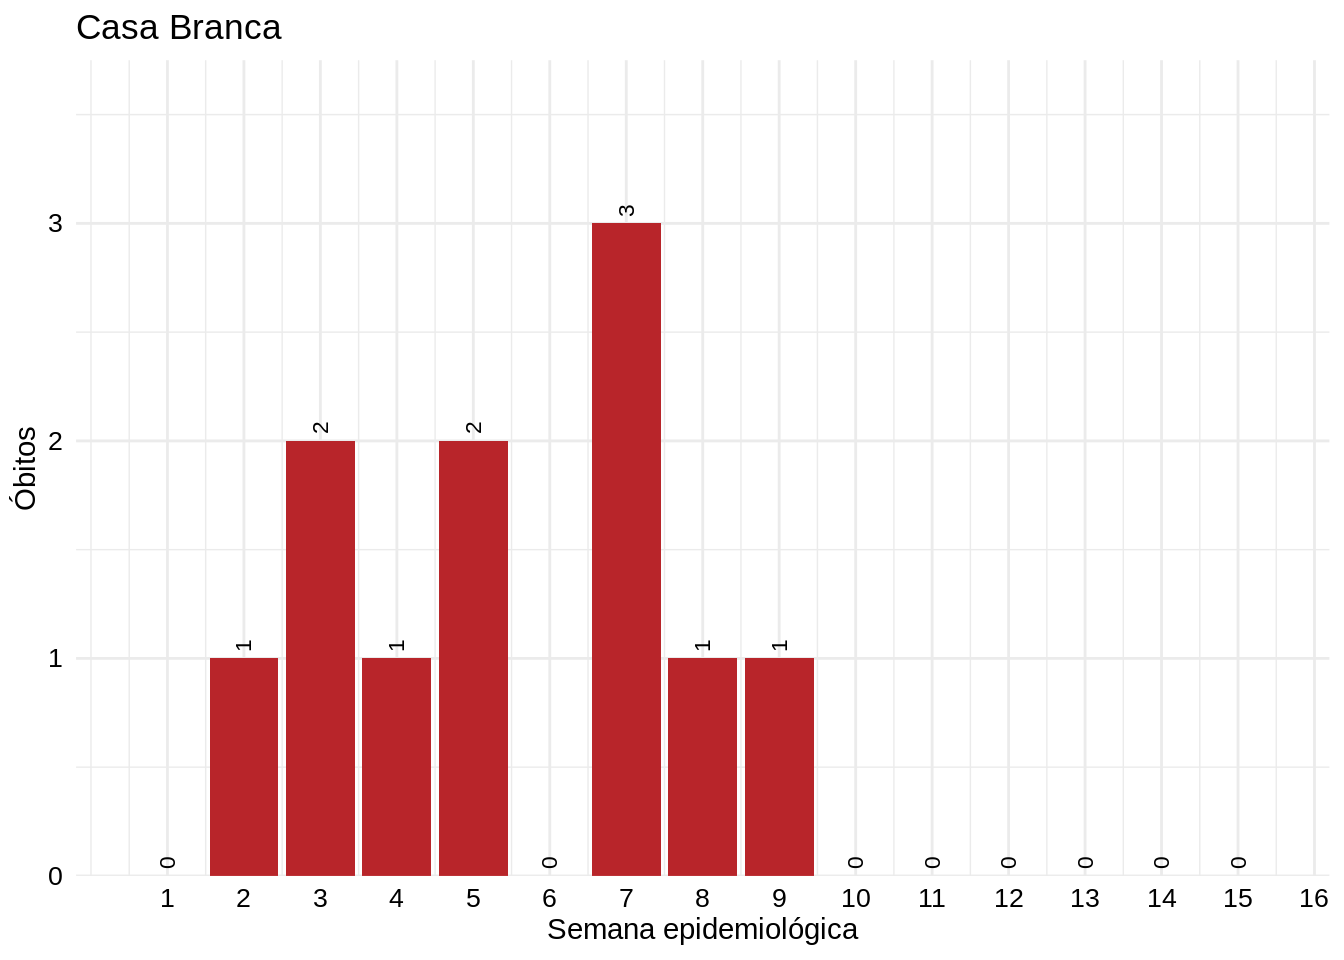 Casa Branca
Óbitos
3
2
1
0
0 1 2 1 2 0 3 1 1 0 0 0 0 0 0
1 2 3 4 5 6 7 8 9 10 11 12 13 14 15 16
Semana epidemiológica